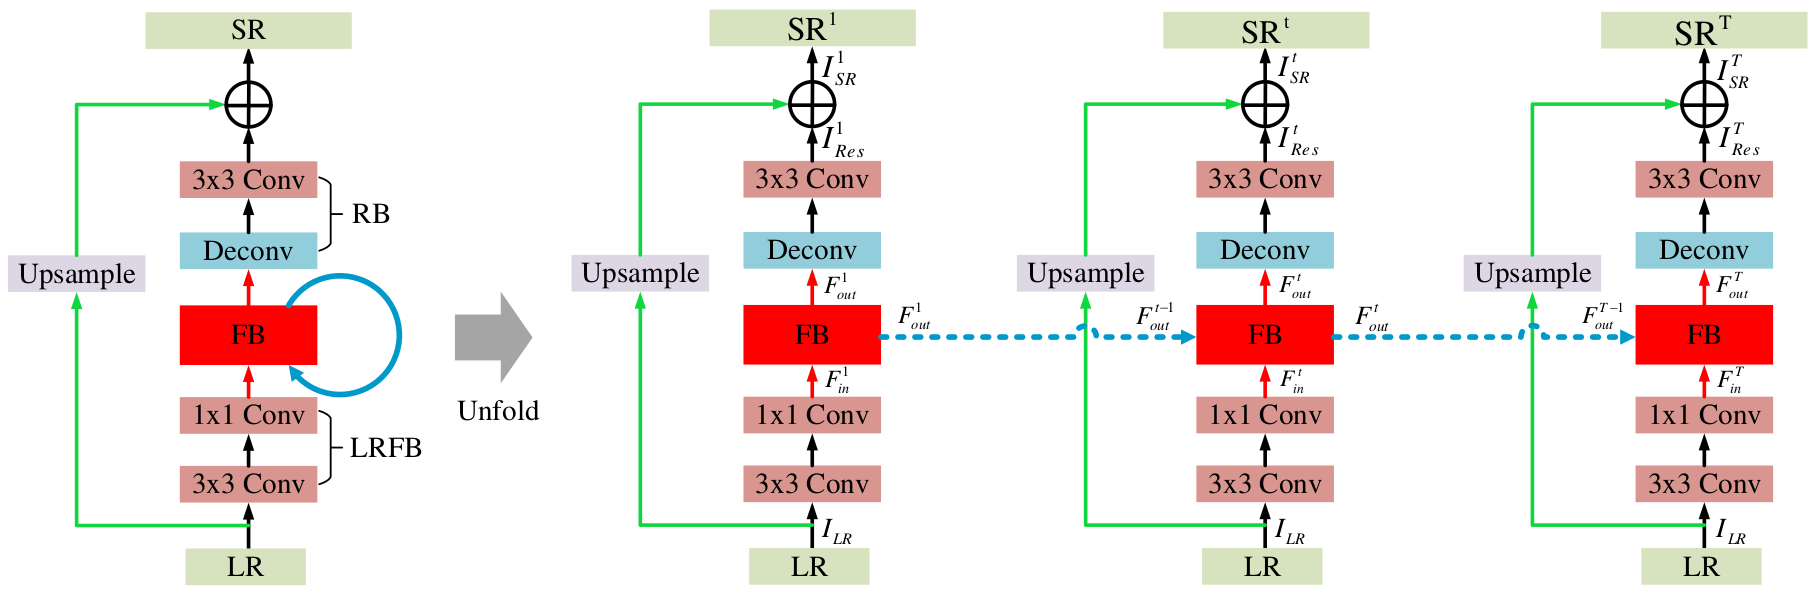 SR
3x3 Conv
RB
Deconv
Upsample
FB
1x1 Conv
LRFB
3x3 Conv
LR
Unfold
SR^1
I_{SR}^1
I_{Res}^1
3x3 Conv
Deconv
Upsample
F_{out}^1
FB
F_{out}^1
F_{in}^1
1x1 Conv
3x3 Conv
I_{LR}
LR
SR^t
I_{SR}^t
I_{Res}^t
3x3 Conv
Deconv
Upsample
F_{out}^t
F_{out}^{t-1}
FB
F_{out}^t
F_{in}^t
1x1 Conv
3x3 Conv
I_{LR}
LR
SR^T
I_{SR}^T
I_{Res}^T
3x3 Conv
Deconv
Upsample
F_{out}^T
F_{out}^{T-1}
FB
F_{in}^T
1x1 Conv
3x3 Conv
I_{LR}
LR